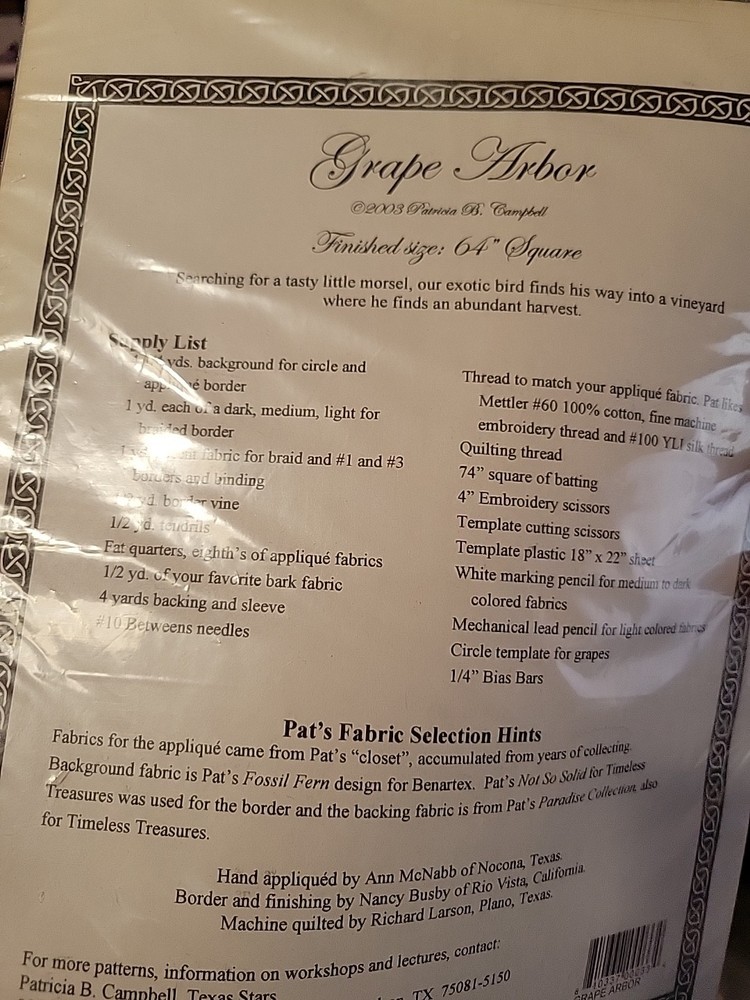 Grape Arbor
©2003 Patricia B. Campbell
Finished size: 64" Square
Searching for a tasty little morsel, our exotic bird finds his way into a vineyard
where he finds an abundant harvest.
Supply List
yds. background for circle and
appliqué border
1 yd. each of a dark, medium, light for
braided border
fabric for braid and #1 and #3
borders and binding
yd. border vine
1/2 yd. tendrils
Fat quarters, eighth's of appliqué fabrics
1/2 yd. of your favorite bark fabric
4 yards backing and sleeve
#10 Betweens needles
Thread to match your appliqué fabric. Pat likes
Mettler #60 100% cotton, fine machine
embroidery thread and #100 YLI silk thread
Quilting thread
74" square of batting
4" Embroidery scissors
Template cutting scissors
Template plastic 18" x 22" sheet
White marking pencil for medium to dark
colored fabrics
Mechanical lead pencil for light colored fabrics
Circle template for grapes
1/4" Bias Bars
Pat's Fabric Selection Hints
Fabrics for the appliqué came from Pat's "closet", accumulated from years of collecting.
Background fabric is Pat's Fossil Fern design for Benartex. Pat's Not So Solid for Timeless
Treasures was used for the border and the backing fabric is from Pat's Paradise Collection, also
for Timeless Treasures.
Hand appliquéd by Ann McNabb of Nocona, Texas.
Border and finishing by Nancy Busby of Rio Vista, California.
Machine quilted by Richard Larson, Plano, Texas.
For more patterns, information on workshops and lectures, contact:
Patricia B. Campbell, Texas Stars
TX 75081-5150
GRAPE ARBOR